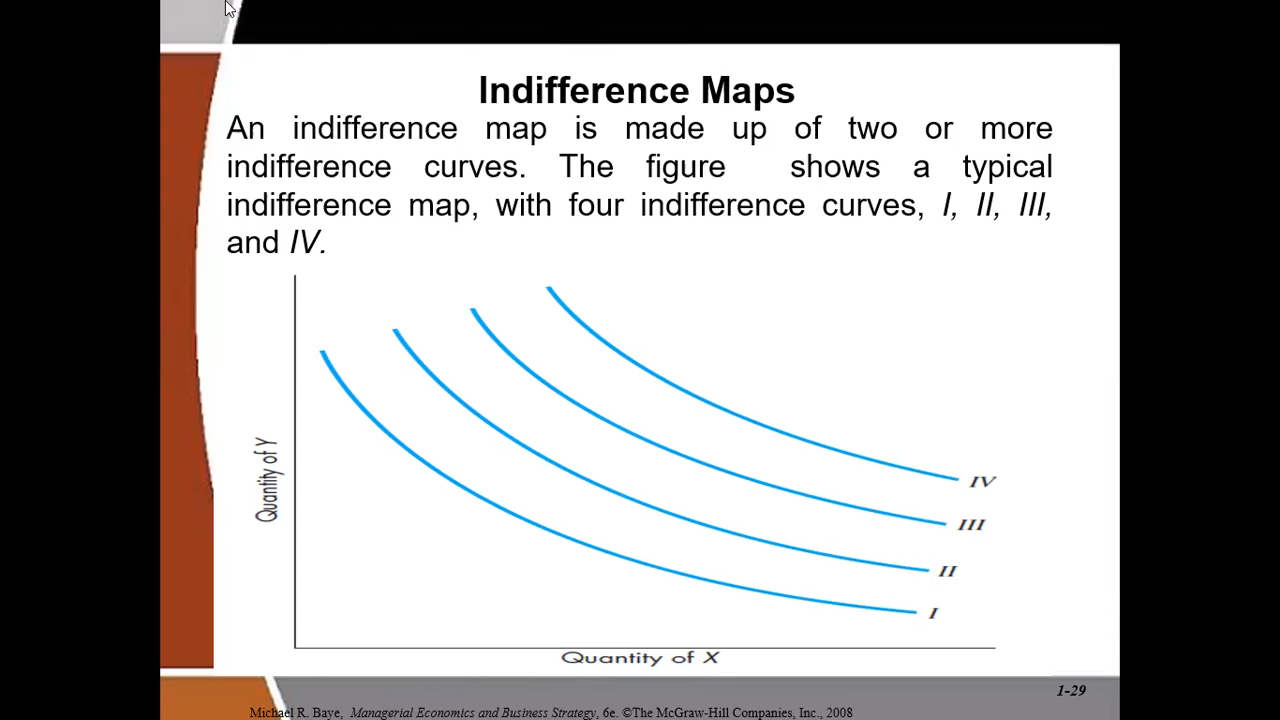 Indifference Maps
An indifference map is made up of two or more
indifference curves. The figure shows a typical
indifference map, with four indifference curves, I, II, III,
and IV.
Quantity of Y
IV
III
II
I
Quantity of X
1-29
Michael R. Baye, Managerial Economics and Business Strategy, 6e. ©The McGraw-Hill Companies, Inc., 2008